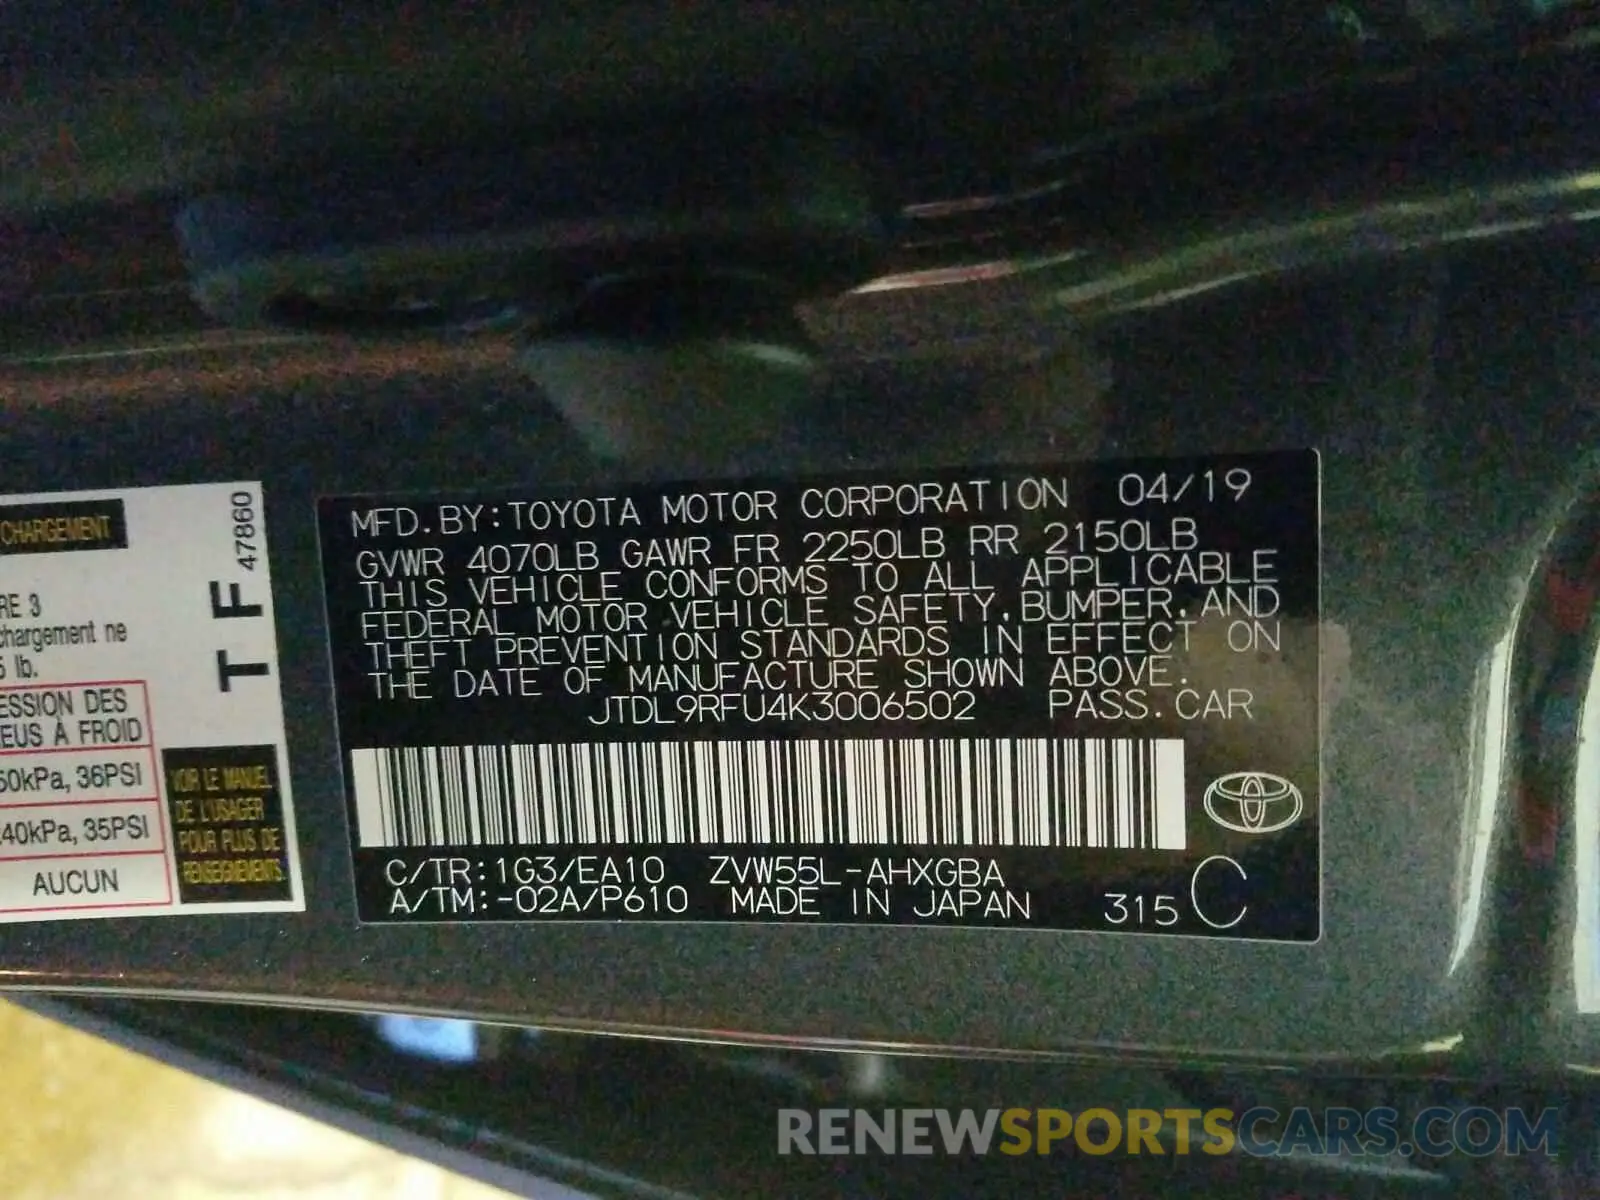 CHARGEMENT
RE 3
chargement ne
lb.
ESSION DES
EUS À FROID
60kPa, 36PSI
40kPa, 35PSI
AUCUN
47860
T F
VOIR LE MANUEL
DE L'USAGER
POUR PLUS DE
RENSEIGNEMENTS
MFD.BY:TOYOTA MOTOR CORPORATION 04/19
GVWR 4070LB GAWR FR 2250LB RR 2150LB
THIS VEHICLE CONFORMS TO ALL APPLICABLE
FEDERAL MOTOR VEHICLE SAFETY,BUMPER,AND
THEFT PREVENTION STANDARDS IN EFFECT ON
THE DATE OF MANUFACTURE SHOWN ABOVE.
JTDL9RFU4K3006502 PASS.CAR
C/TR:1G3/EA10 ZVW55L-AHXGBA
A/TM:-02A/P610 MADE IN JAPAN 315 C
RENEWSPORTSCARS.COM